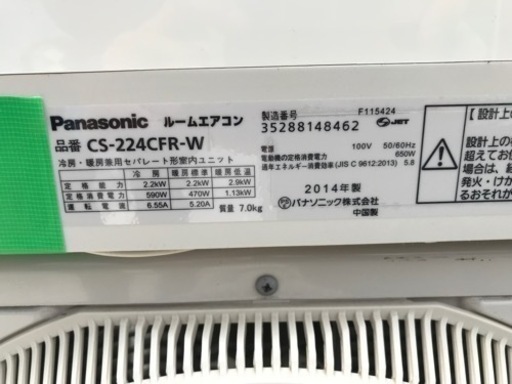 Panasonic ルームエアコン
品番 CS-224CFR-W
冷房・暖房兼用セパレート形室内ユニット
冷房 暖房標準 暖房低温
定格能力 2.2kW 2.2kW 2.9kW
定格消費電力 590W 470W 1.13kW
運転電流 6.55A 5.20A
質量 7.0kg
製造番号 F115424
35288148462 JET
電源 100V 50/60Hz
電動機の定格消費電力 650W
通年エネルギー消費効率(JIS C 9612:2013) 5.8
2014年製
パナソニック株式会社
中国製
【設計上の
設計上の
超えてお
場合は、経
発火・けか
あります。